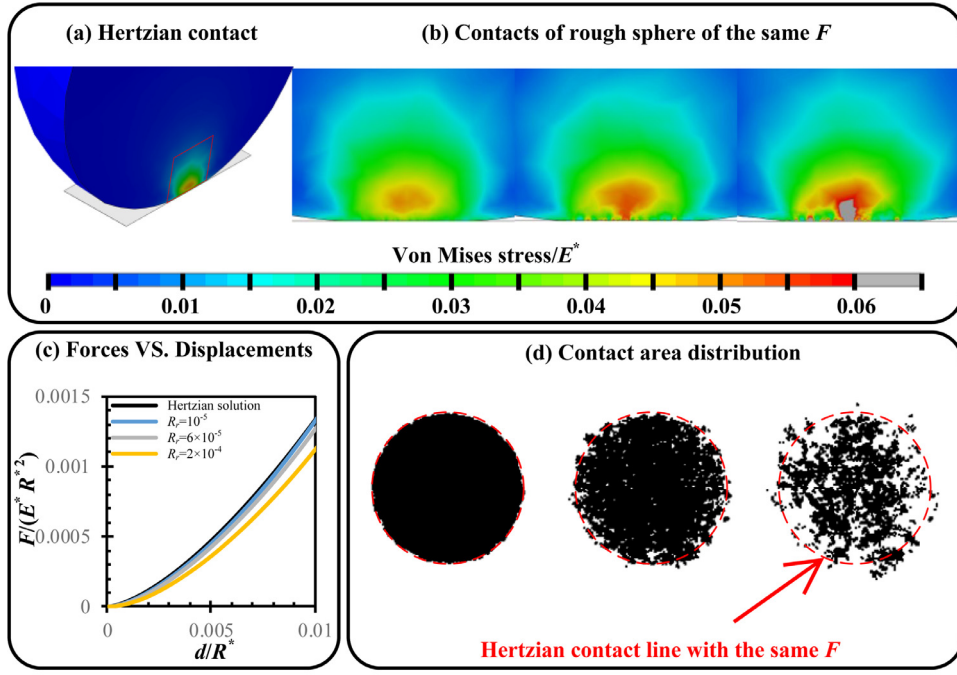 (a) Hertzian contact
(b) Contacts of rough sphere of the same F
Von Mises stress/E*
0 0.01 0.02 0.03 0.04 0.05 0.06
(c) Forces VS. Displacements
0.0015
0.001
0.0005
0
F/(E* R*2)
Hertzian solution
Rr=10-5
Rr=6×10-5
Rr=2×10-4
0 0.005 0.01
d/R*
(d) Contact area distribution
Hertzian contact line with the same F